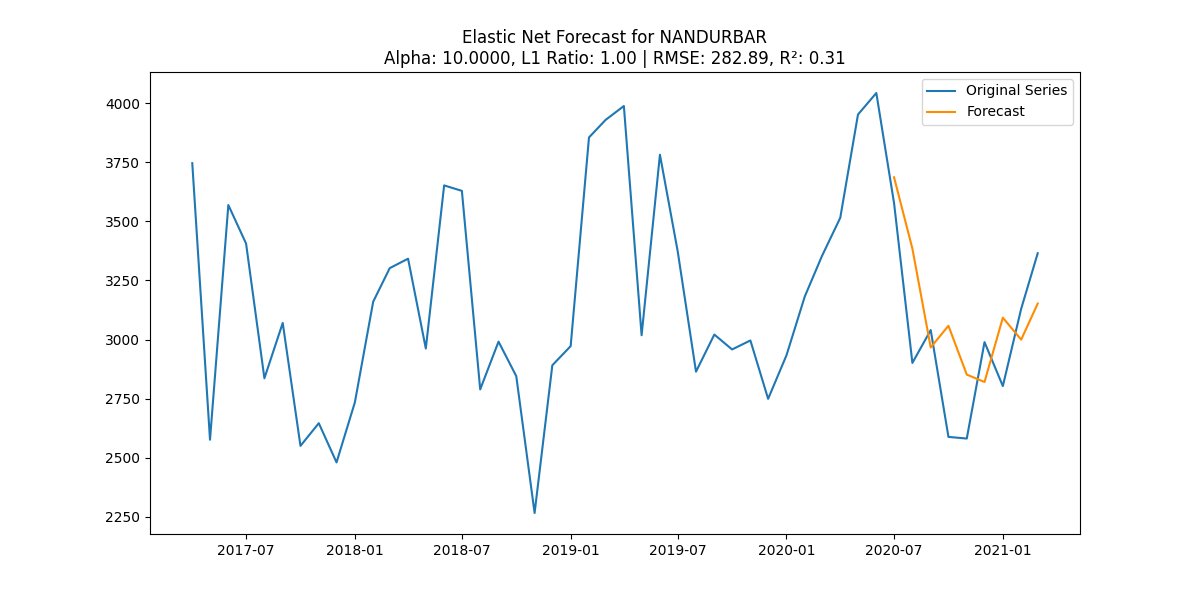 Elastic Net Forecast for NANDURBAR
Alpha: 10.0000, L1 Ratio: 1.00 | RMSE: 282.89, R²: 0.31
Original Series
Forecast
4000
3750
3500
3250
3000
2750
2500
2250
2017-07 2018-01 2018-07 2019-01 2019-07 2020-01 2020-07 2021-01